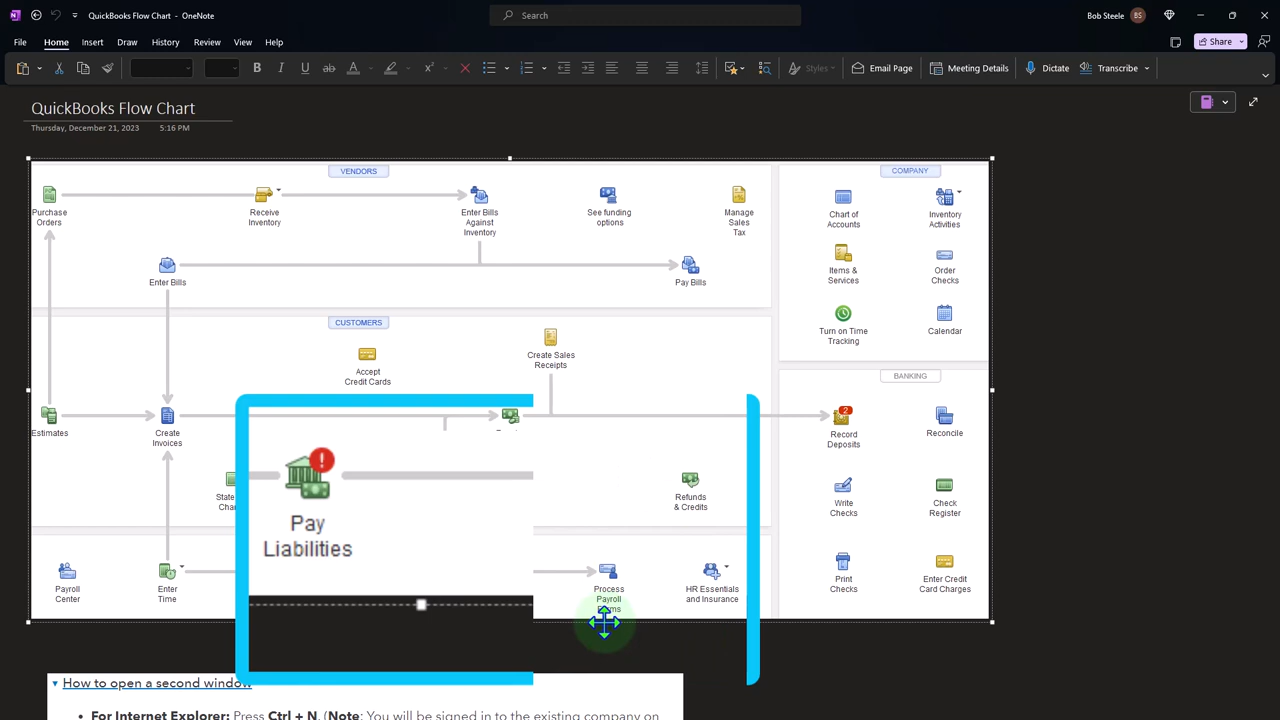 QuickBooks Flow Chart - OneNote
Search
Bob Steele
BS
File
Home
Insert
Draw
History
Review
View
Help
Share
B
I
U
ab
A
Styles
Email Page
Meeting Details
Dictate
Transcribe
QuickBooks Flow Chart
Thursday, December 21, 2023
5:16 PM
VENDORS
COMPANY
Purchase
Orders
Receive
Inventory
Enter Bills
Against
Inventory
See funding
options
Manage
Sales
Tax
Chart of
Accounts
Inventory
Activities
Enter Bills
Pay Bills
Items &
Services
Order
Checks
Turn on Time
Tracking
Calendar
CUSTOMERS
BANKING
Accept
Credit Cards
Create Sales
Receipts
Estimates
Create
Invoices
2
Record
Deposits
Reconcile
Refunds
& Credits
Write
Checks
Check
Register
Pay
Liabilities
Payroll
Center
Enter
Time
Process
Payroll
HR Essentials
and Insurance
Print
Checks
Enter Credit
Card Charges
How to open a second window
• For Internet Explorer: Press Ctrl + N. (Note: You will be signed in to the existing company on